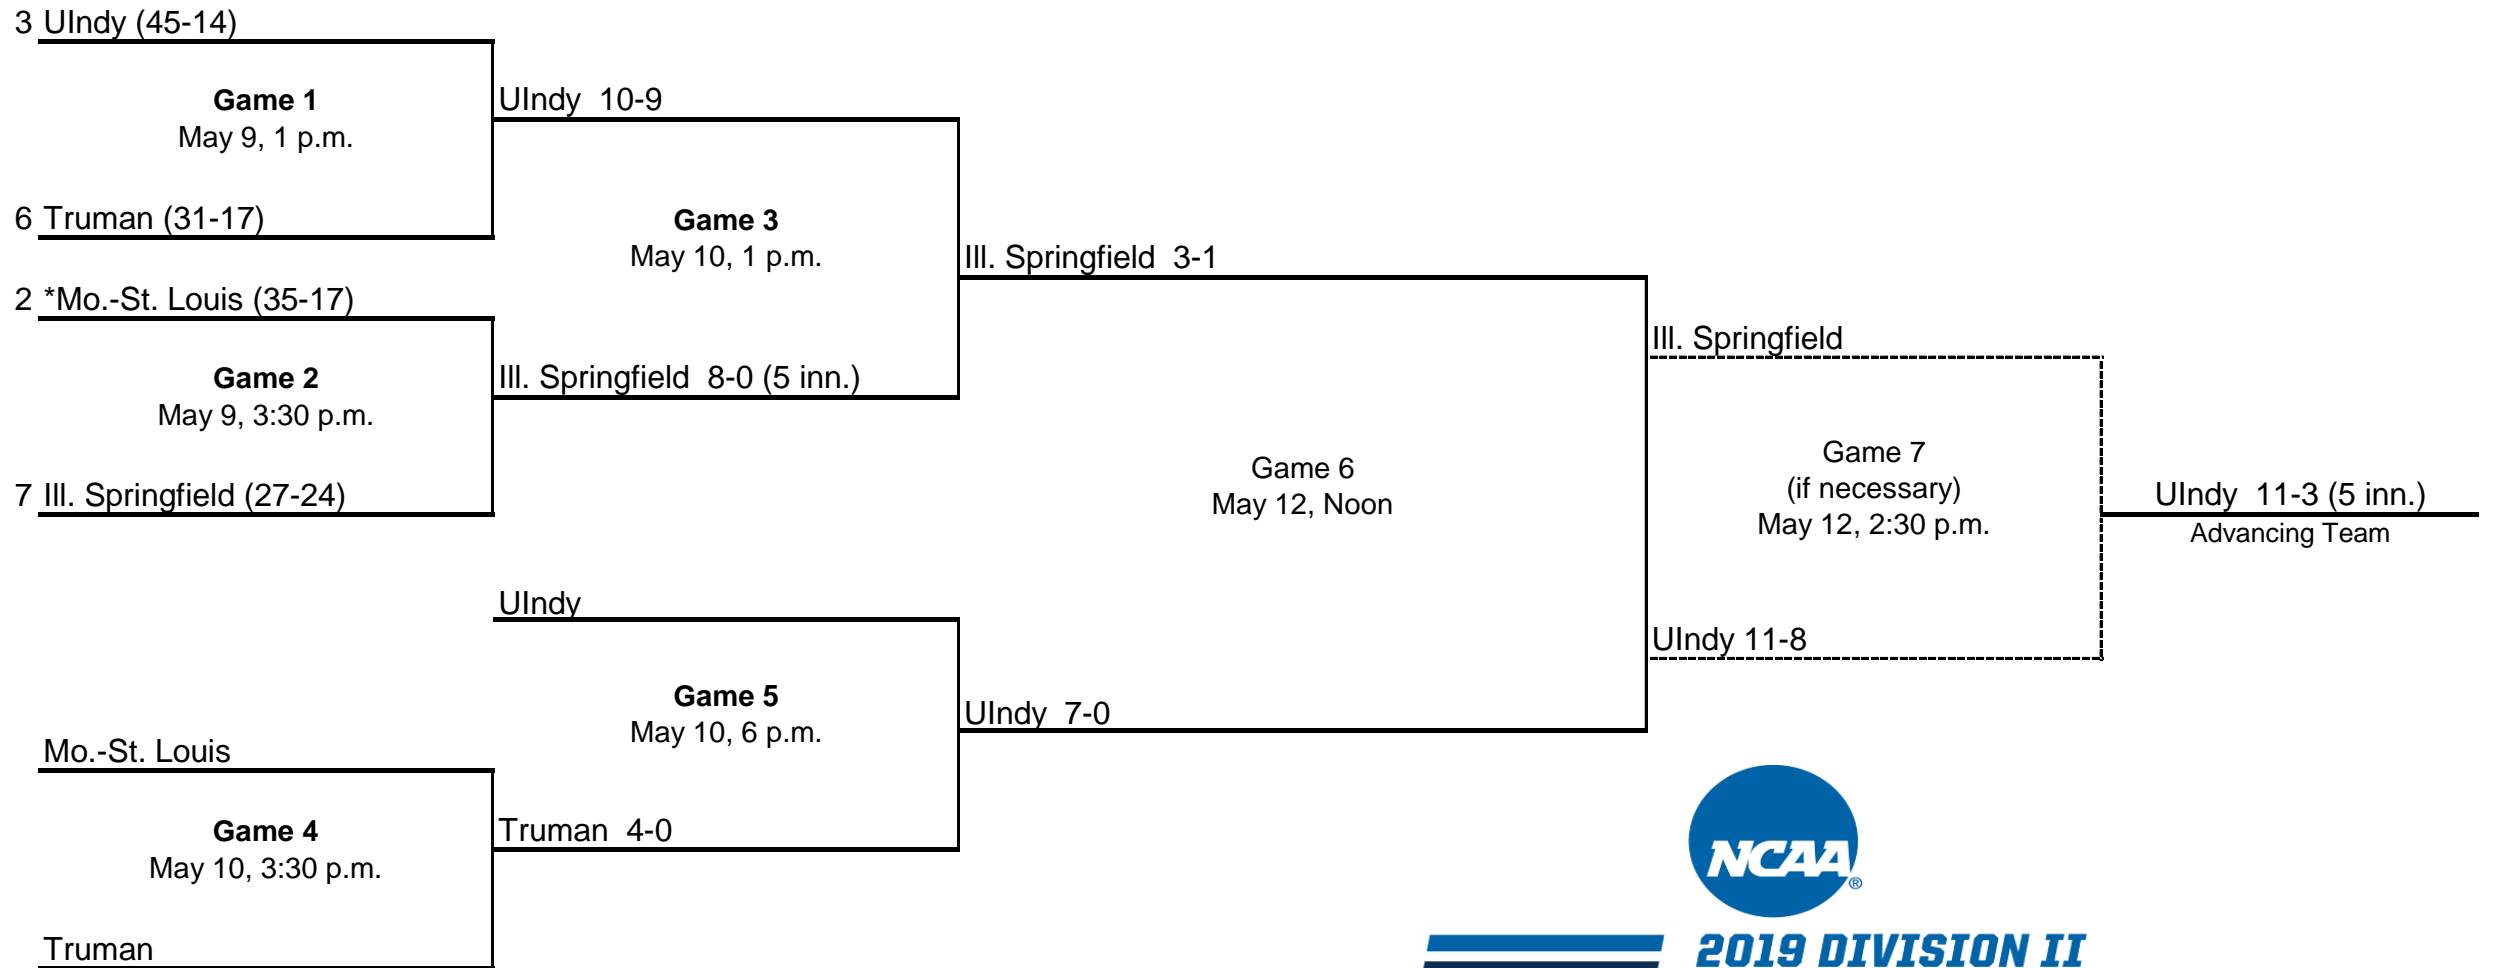 3 UIndy (45-14)
Game 1
May 9, 1 p.m.
UIndy 10-9
6 Truman (31-17)
Game 3
May 10, 1 p.m.
Ill. Springfield 3-1
2 *Mo.-St. Louis (35-17)
Game 2
May 9, 3:30 p.m.
Ill. Springfield 8-0 (5 inn.)
7 Ill. Springfield (27-24)
Game 6
May 12, Noon
Ill. Springfield
Game 7
(if necessary)
May 12, 2:30 p.m.
UIndy 11-3 (5 inn.)
Advancing Team
UIndy
UIndy 11-8
Game 5
May 10, 6 p.m.
UIndy 7-0
Mo.-St. Louis
Game 4
May 10, 3:30 p.m.
Truman 4-0
Truman
NCAA®
2019 DIVISION II